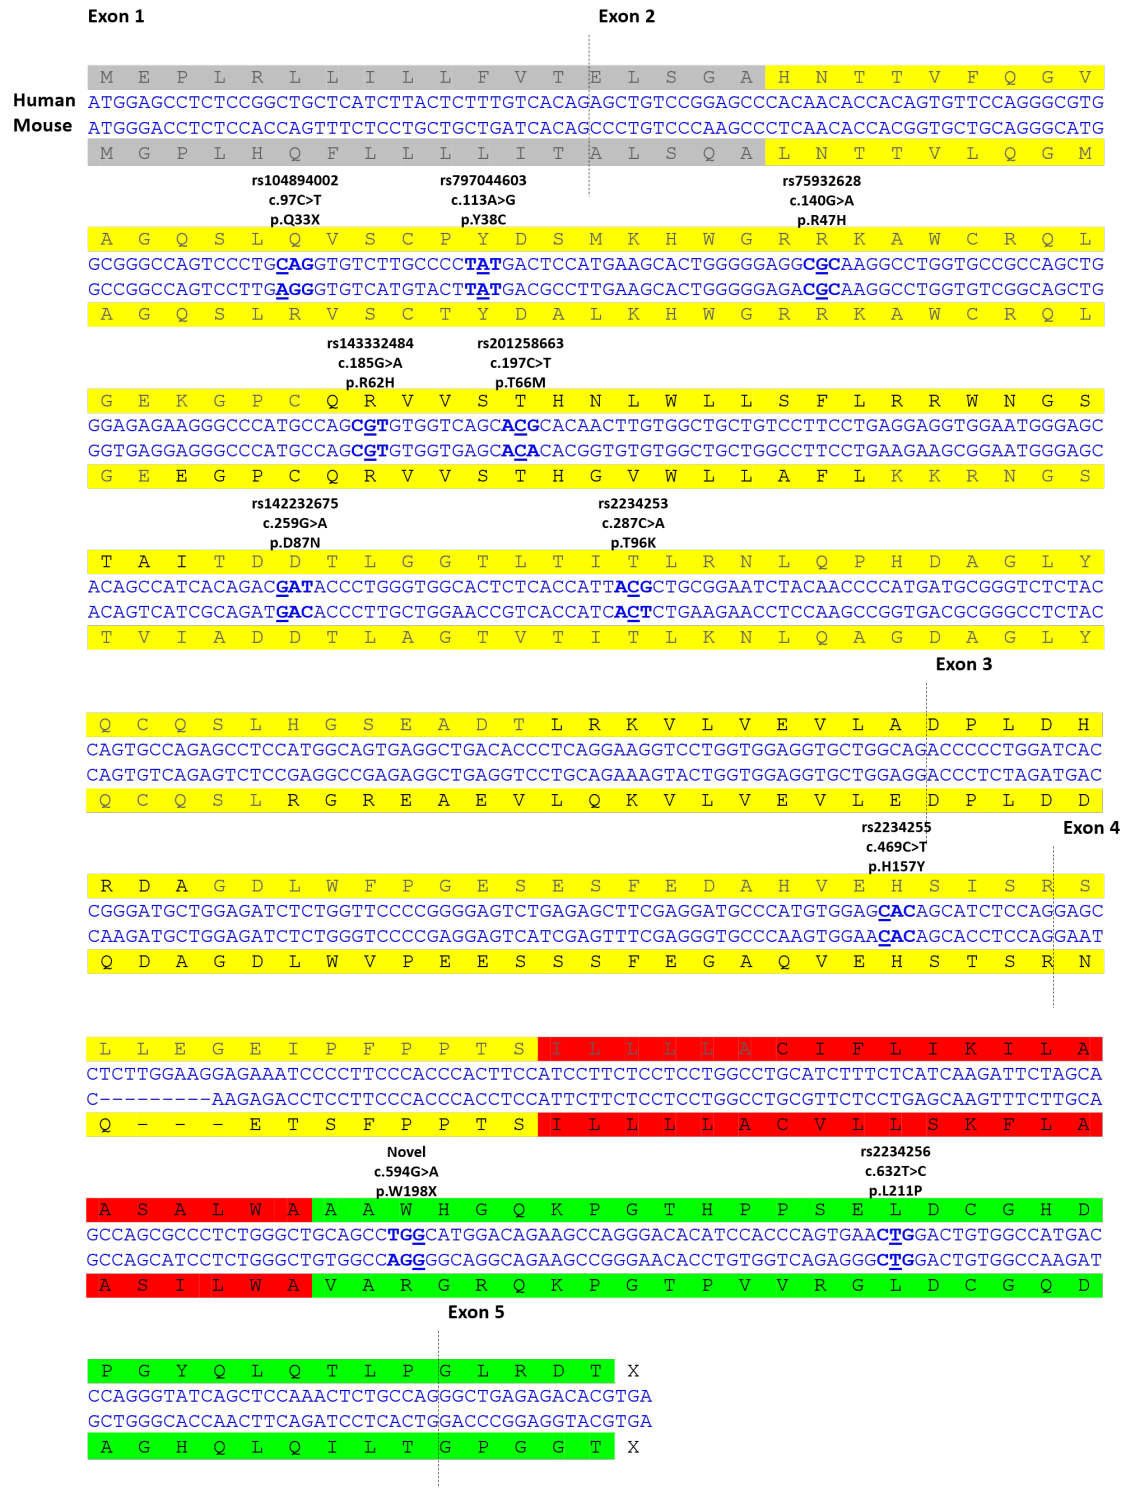 Exon 1 Exon 2
M E P L R L L I L L F V T E L S G A H N T T V F Q G V
Human ATGGAGCCTCTCCGGCTGCTCATCTTACTCTTTGTCACAGAGCTGTCCGGAGCCCACAACACCACAGTGTTCCAGGGCGTG
Mouse ATGGGACCTCTCCACCAGTTTCTCCTGCTGCTGATCACAGCCCTGTCCCAAGCCCTCAACACCACGGTGCTGCAGGGCATG
M G P L H Q F L L L L I T A L S Q A L N T T V L Q G M
rs104894002 rs797044603 rs75932628
c.97C>T c.113A>G c.140G>A
p.Q33X p.Y38C p.R47H
A G Q S L Q V S C P Y D S M K H W G R R K A W C R Q L
GCGGGCCAGTCCCTGCAGGTGTCTTGCCCCTATGACTCCATGAAGCACTGGGGGAGGCGCAAGGCCTGGTGCCGCCAGCTG
GCCGGCCAGTCCTTGAGGGTGTCATGTACTTATGACGCCTTGAAGCACTGGGGGAGACGCAAGGCCTGGTGTCGGCAGCTG
A G Q S L R V S C T Y D A L K H W G R R K A W C R Q L
rs143332484 rs201258663
c.185G>A c.197C>T
p.R62H p.T66M
G E K G P C Q R V V S T H N L W L L S F L R R W N G S
GGAGAGAAGGGCCCATGCCAGCGTGTGGTCAGCACGCACAACTTGTGGCTGCTGTCCTTCCTGAGGAGGTGGAATGGGAGC
GGTGAGGAGGGCCCATGCCAGCGTGTGGTGAGCACACACGGTGTGTGGCTGCTGGCCTTCCTGAAGAAGCGGAATGGGAGC
G E E G P C Q R V V S T H G V W L L A F L K K R N G S
rs142232675 rs2234253
c.259G>A c.287C>A
p.D87N p.T96K
T A I T D D T L G G T L T I T L R N L Q P H D A G L Y
ACAGCCATCACAGACGATACCCTGGGTGGCACTCTCACCATTACGCTGCGGAATCTACAACCCCATGATGCGGGTCTCTAC
ACAGTCATCGCAGATGACACCCTTGCTGGAACCGTCACCATCACTCTGAAGAACCTCCAAGCCGGTGACGCGGGCCTCTAC
T V I A D D T L A G T V T I T L K N L Q A G D A G L Y
Exon 3
Q C Q S L H G S E A D T L R K V L V E V L A D P L D H
CAGTGCCAGAGCCTCCATGGCAGTGAGGCTGACACCCTCAGGAAGGTCCTGGTGGAGGTGCTGGCAGACCCCCTGGATCAC
CAGTGTCAGAGTCTCCGAGGCCGAGAGGCTGAGGTCCTGCAGAAAGTACTGGTGGAGGTGCTGGAGGACCCTCTAGATGAC
Q C Q S L R G R E A E V L Q K V L V E V L E D P L D D
rs2234255 Exon 4
c.469C>T
p.H157Y
R D A G D L W F P G E S E S F E D A H V E H S I S R S
CGGGATGCTGGAGATCTCTGGTTCCCCGGGGAGTCTGAGAGCTTCGAGGATGCCCATGTGGAGCACAGCATCTCCAGGAGC
CAAGATGCTGGAGATCTCTGGGTCCCCGAGGAGTCATCGAGTTTCGAGGGTGCCCAAGTGGAACACAGCACCTCCAGGAAT
Q D A G D L W V P E E S S S F E G A Q V E H S T S R N
L L E G E I P F P P T S I L L L L A C I F L I K I L A
CTCTTGGAAGGAGAAATCCCCTTCCCACCCACTTCCATCCTTCTCCTCCTGGCCTGCATCTTTCTCATCAAGATTCTAGCA
C---------AAGAGACCTCCTTCCCACCCACCTCCATTCTTCTCCTCCTGGCCTGCGTTCTCCTGAGCAAGTTTCTTGCA
Q - - - E T S F P P T S I L L L L A C V L L S K F L A
Novel rs2234256
c.594G>A c.632T>C
p.W198X p.L211P
A S A L W A A A W H G Q K P G T H P P S E L D C G H D
GCCAGCGCCCTCTGGGCTGCAGCCTGGCATGGACAGAAGCCAGGGACACATCCACCCAGTGAACTGGACTGTGGCCATGAC
GCCAGCATCCTCTGGGCTGTGGCCAGGGGCAGGCAGAAGCCGGGAACACCTGTGGTCAGAGGGCTGGACTGTGGCCAAGAT
A S I L W A V A R G R Q K P G T P V V R G L D C G Q D
Exon 5
P G Y Q L Q T L P G L R D T X
CCAGGGTATCAGCTCCAAACTCTGCCAGGGCTGAGAGACACGTGA
GCTGGGCACCAACTTCAGATCCTCACTGGACCCGGAGGTACGTGA
A G H Q L Q I L T G P G G T X